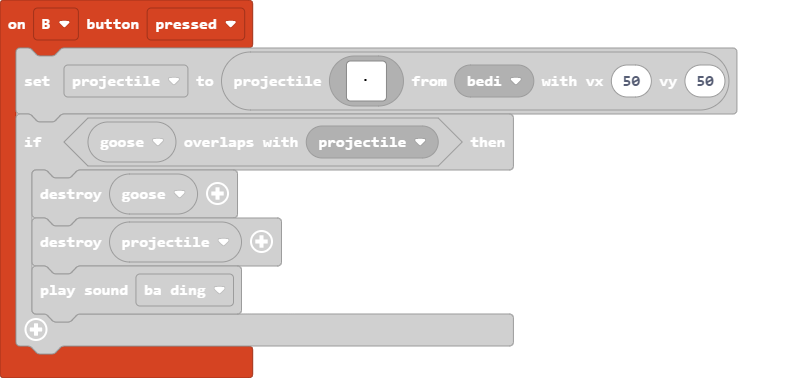 on B button pressed
set projectile to projectile from bedi with vx 50 vy 50
if goose overlaps with projectile then
destroy goose
destroy projectile
play sound ba ding